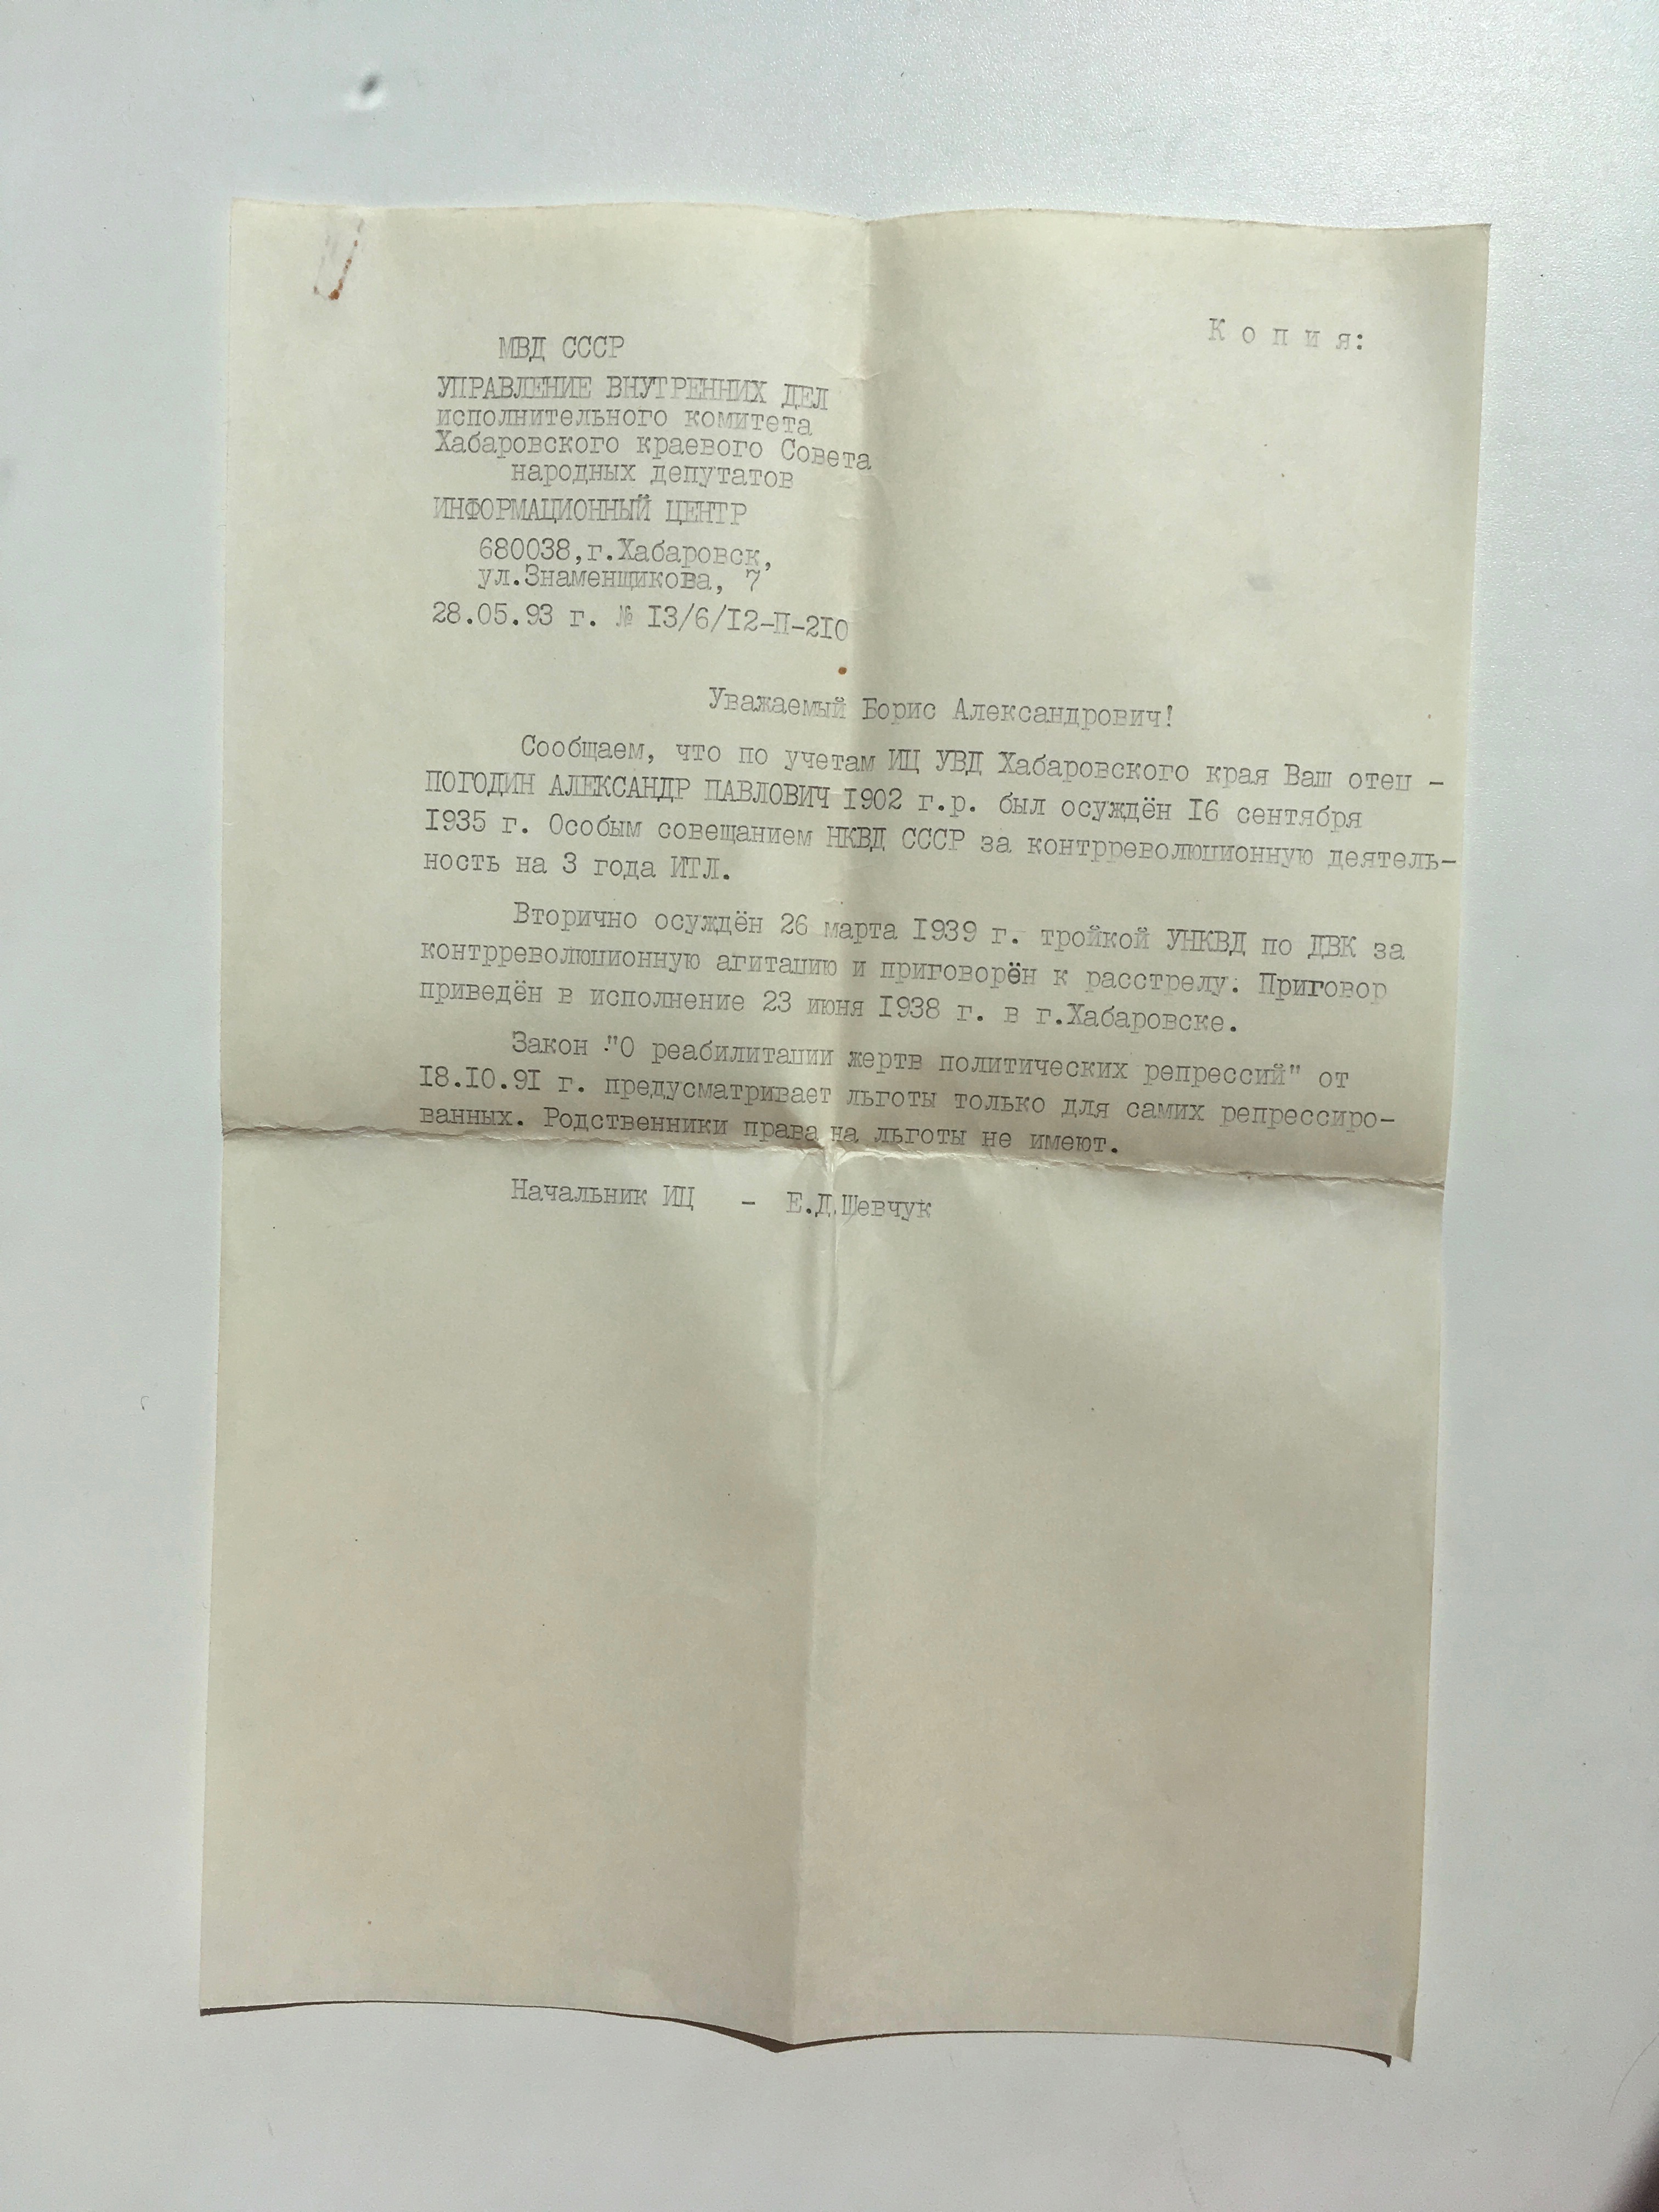 Копия:
МВД СССР
УПРАВЛЕНИЕ ВНУТРЕННИХ ДЕЛ
исполнительного комитета
Хабаровского краевого Совета
народных депутатов
ИНФОРМАЦИОННЫЙ ЦЕНТР
680038,г.Хабаровск,
ул.Знаменщикова, 7
28.05.93 г. № I3/6/I2-П-2I0
Уважаемый Борис Александрович!
Сообщаем, что по учетам ИЦ УВД Хабаровского края Ваш отец -
ПОГОДИН АЛЕКСАНДР ПАВЛОВИЧ I902 г.р. был осуждён I6 сентября
I935 г. Особым совещанием НКВД СССР за контрреволюционную деятель-
ность на 3 года ИТЛ.
Вторично осуждён 26 марта I939 г. тройкой УНКВД по ДВК за
контрреволюционную агитацию и приговорён к расстрелу. Приговор
приведён в исполнение 23 июня I938 г. в г.Хабаровске.
Закон "О реабилитации жертв политических репрессий" от
I8.I0.9I г. предусматривает льготы только для самих репрессиро-
ванных. Родственники права на льготы не имеют.
Начальник ИЦ - Е.Д.Шевчук